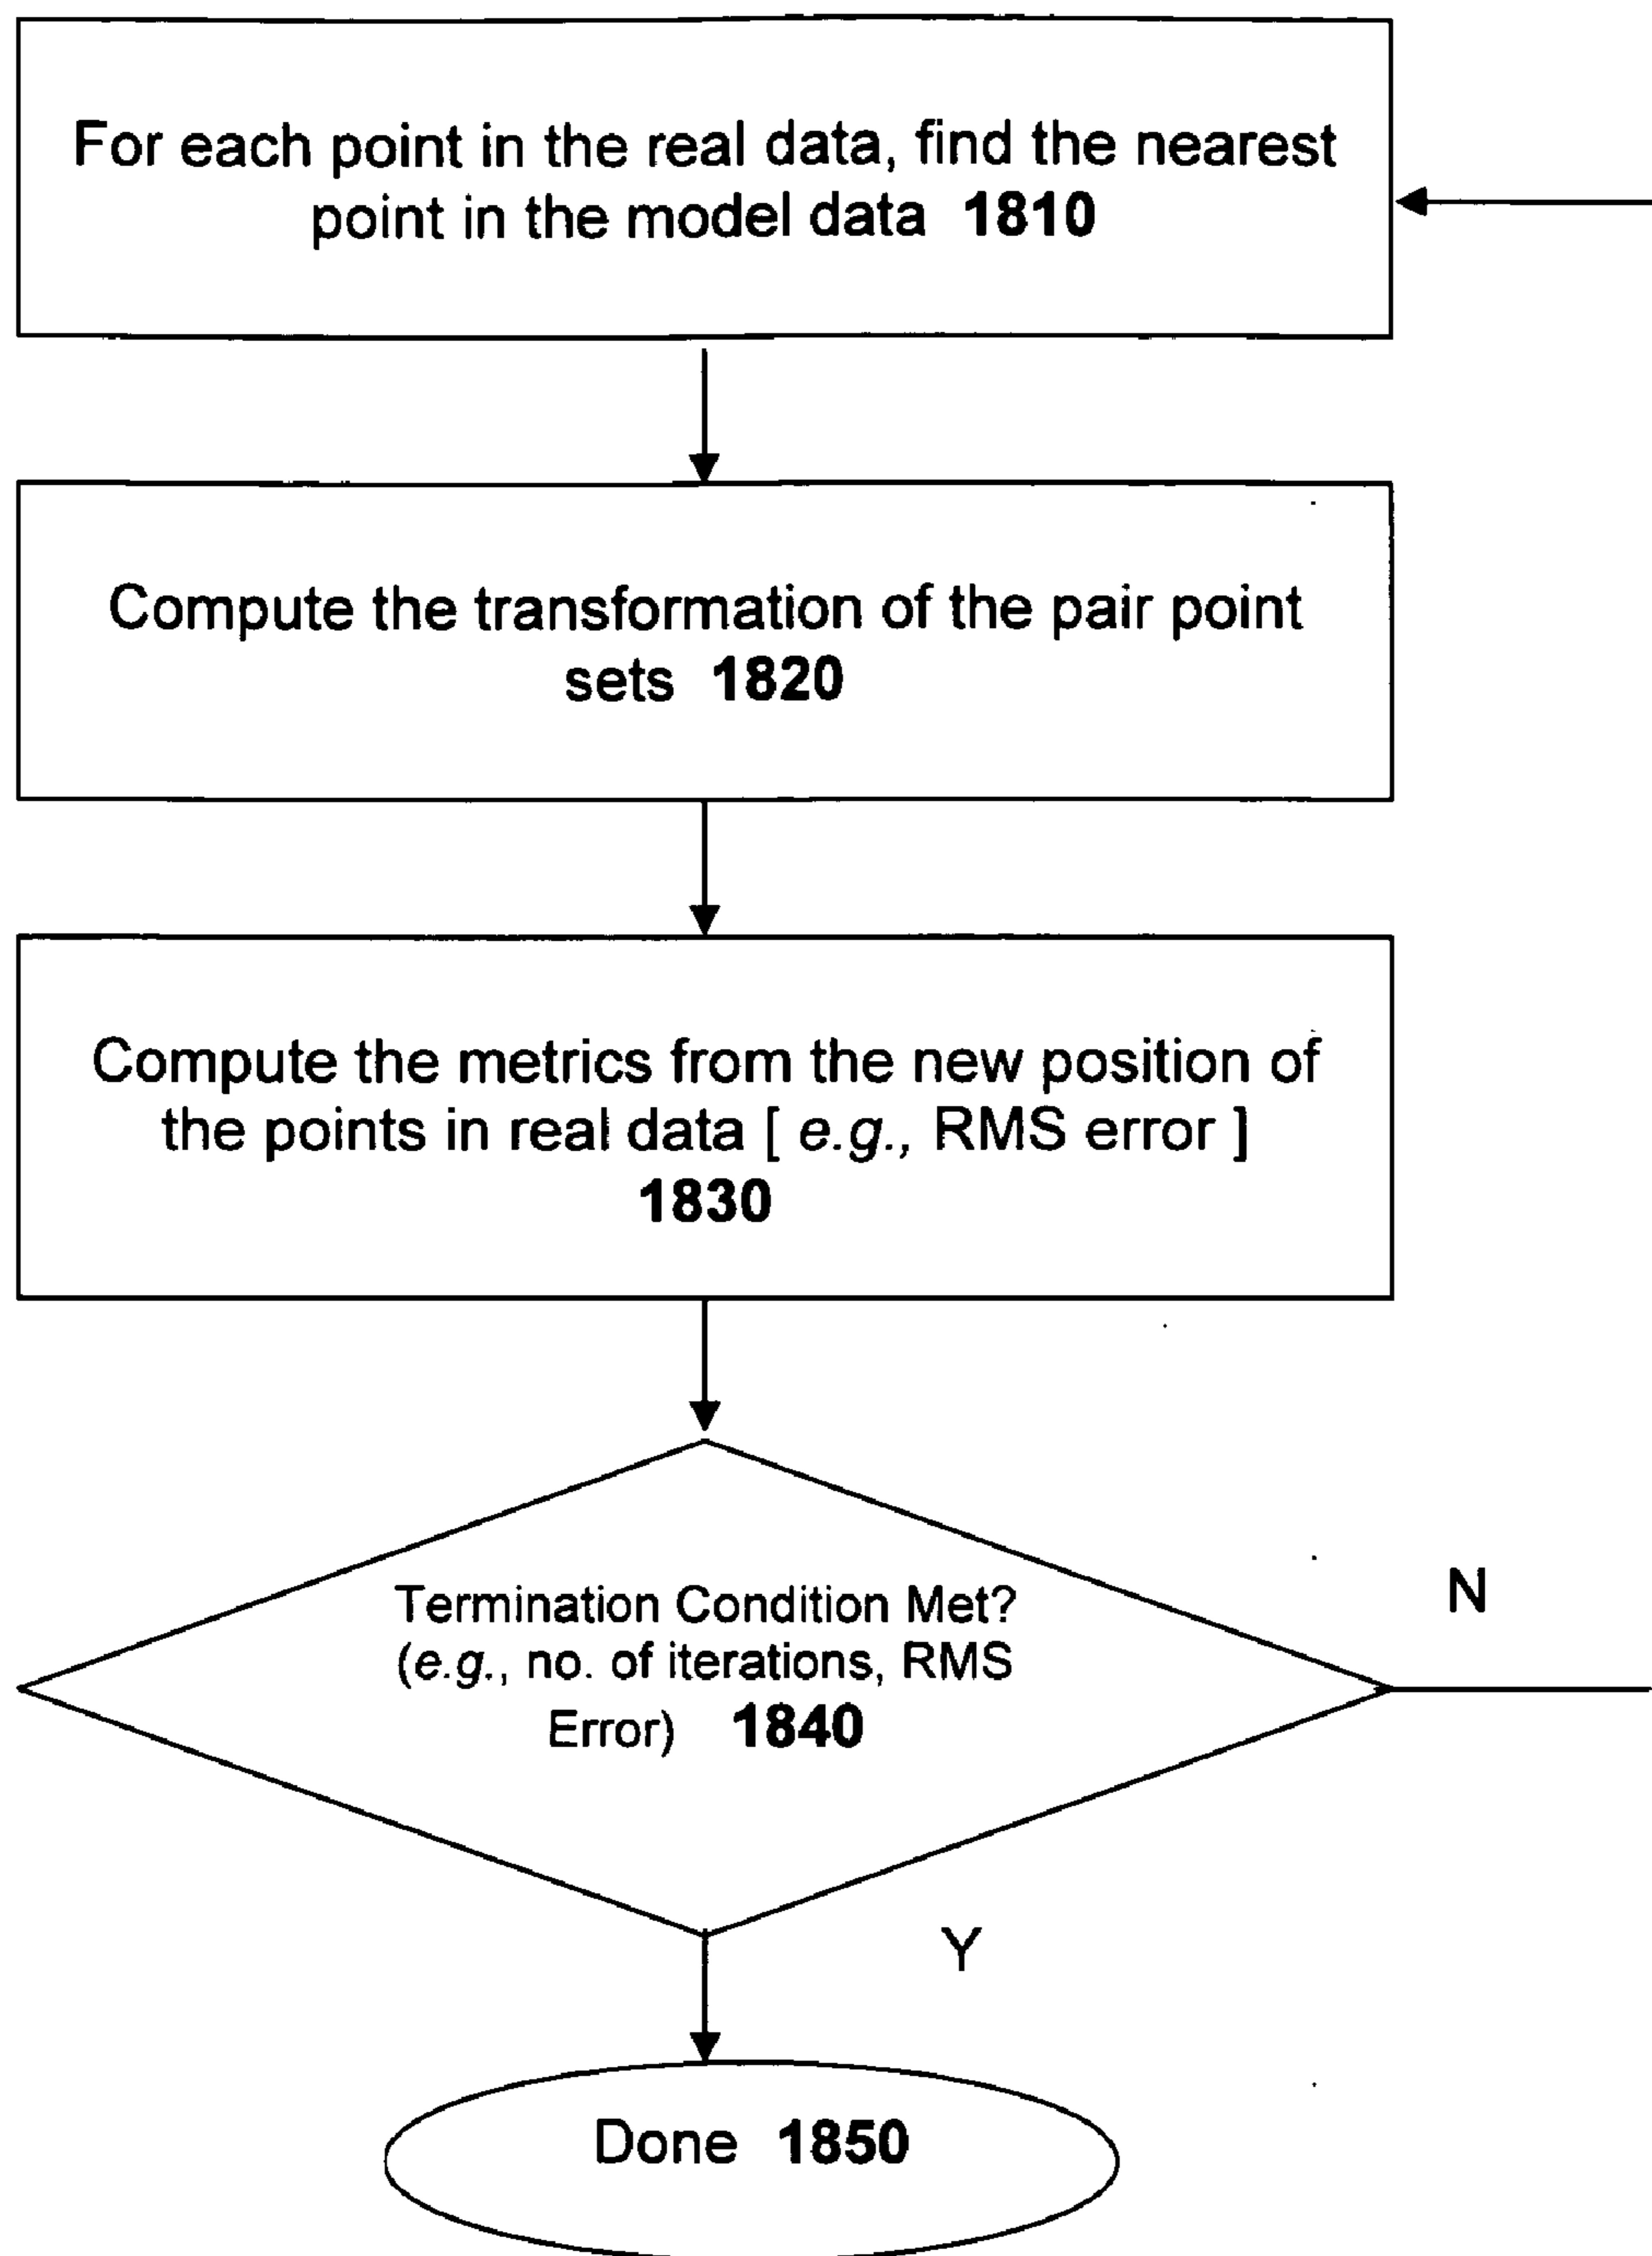 For each point in the real data, find the nearest
point in the model data 1810
Compute the transformation of the pair point
sets 1820
Compute the metrics from the new position of
the points in real data [ e.g., RMS error ]
1830
Termination Condition Met?
(e.g., no. of iterations, RMS
Error) 1840
N
Y
Done 1850